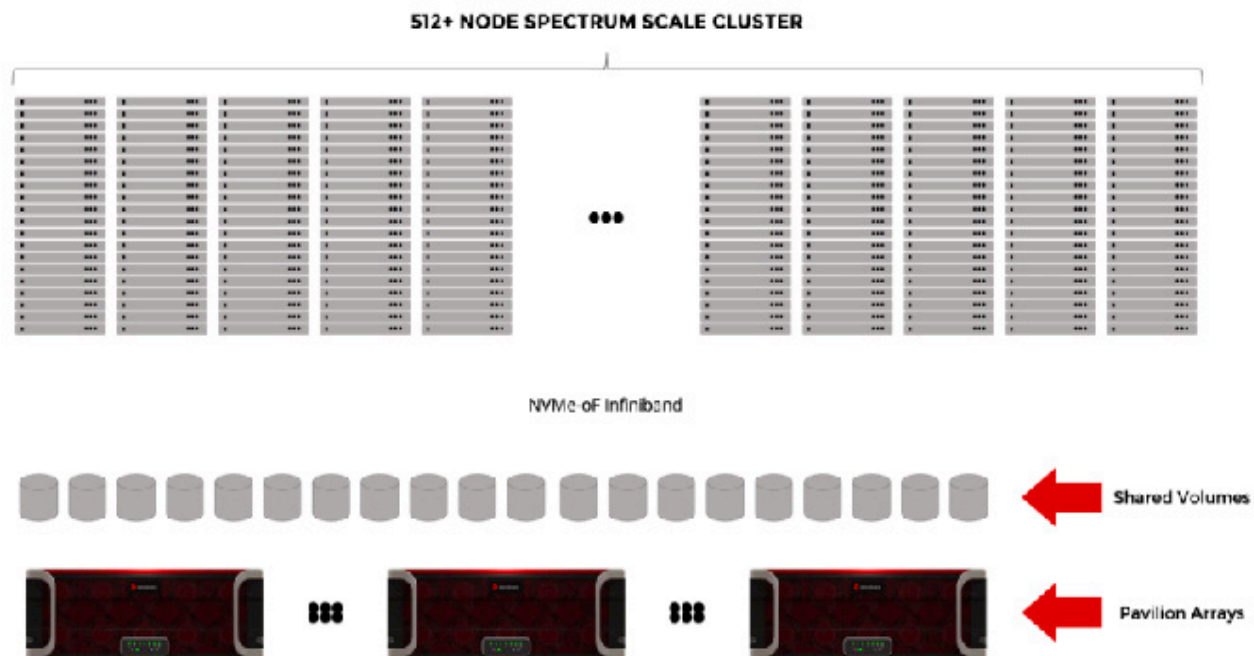 512+ NODE SPECTRUM SCALE CLUSTER
NVMe-oF Infiniband
Shared Volumes
Pavilion Arrays